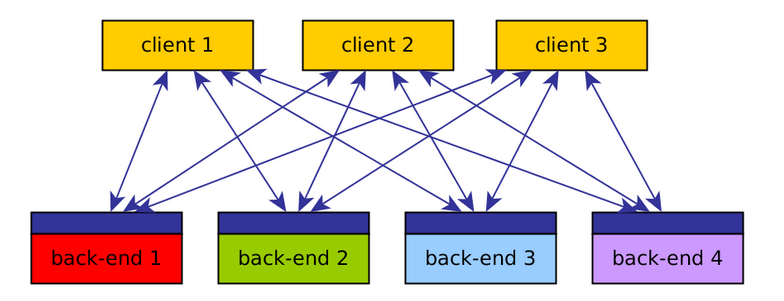 client 1
client 2
client 3
back-end 1
back-end 2
back-end 3
back-end 4